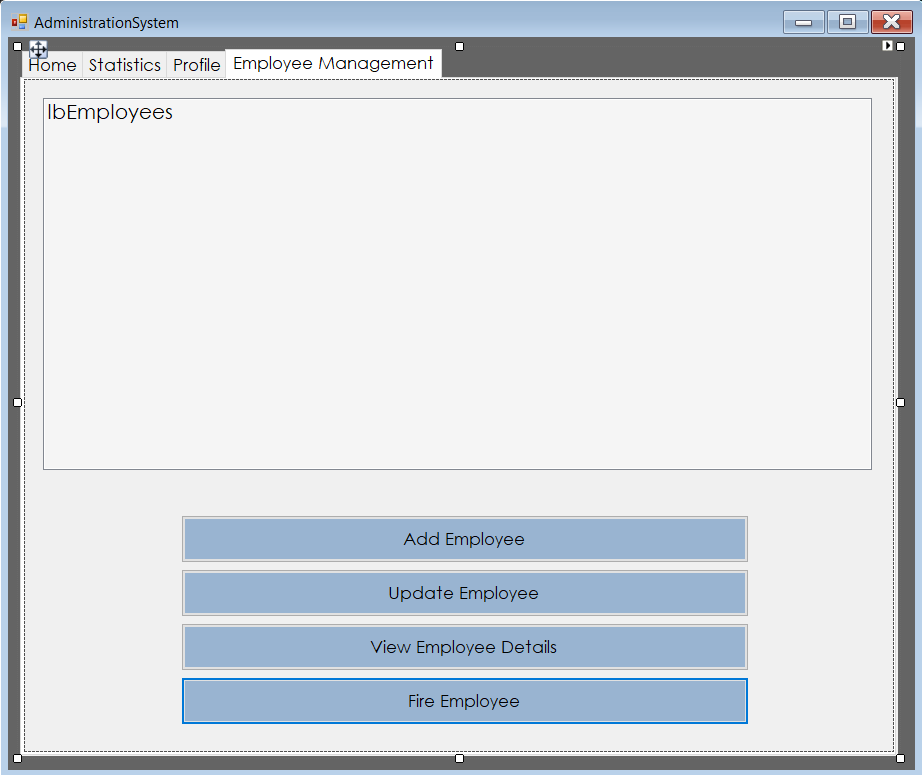 AdministrationSystem
Home Statistics Profile Employee Management
lbEmployees
Add Employee
Update Employee
View Employee Details
Fire Employee